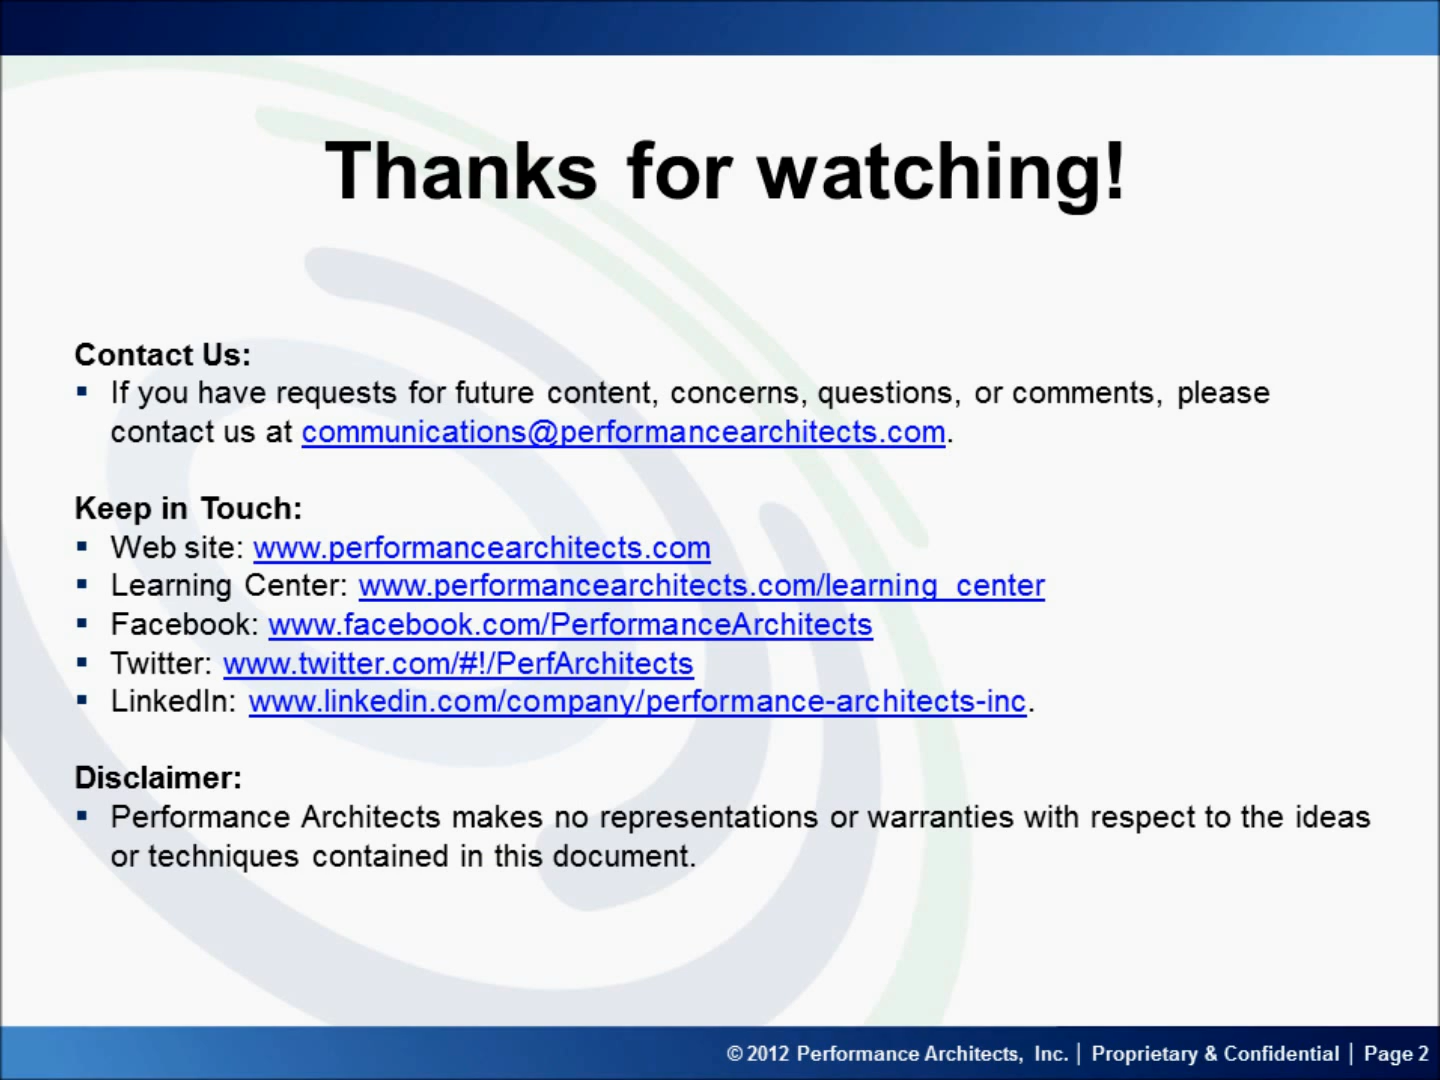 Thanks for watching!
Contact Us:
▪ If you have requests for future content, concerns, questions, or comments, please
contact us at communications@performancearchitects.com.
Keep in Touch:
▪ Web site: www.performancearchitects.com
▪ Learning Center: www.performancearchitects.com/learning_center
▪ Facebook: www.facebook.com/PerformanceArchitects
▪ Twitter: www.twitter.com/#!/PerfArchitects
▪ LinkedIn: www.linkedin.com/company/performance-architects-inc.
Disclaimer:
▪ Performance Architects makes no representations or warranties with respect to the ideas
or techniques contained in this document.
© 2012 Performance Architects, Inc. | Proprietary & Confidential | Page 2